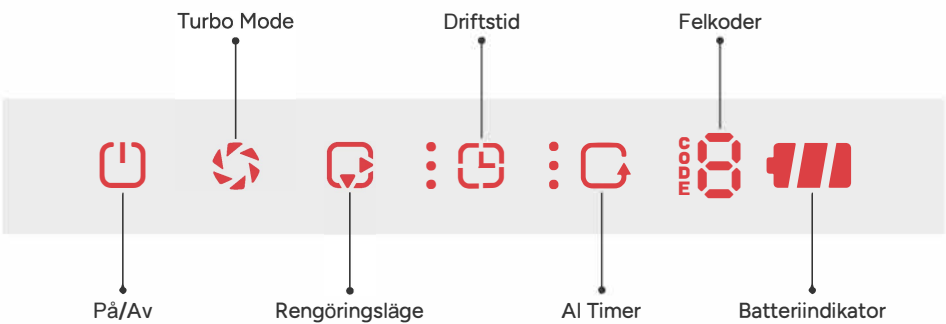 Turbo Mode Driftstid Felkoder
CODE 8
På/Av Rengöringsläge AI Timer Batteriindikator